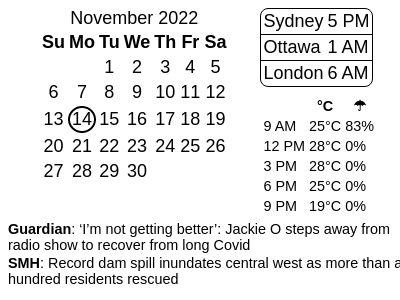 November 2022
Su Mo Tu We Th Fr Sa
1 2 3 4 5
6 7 8 9 10 11 12
13 14 15 16 17 18 19
20 21 22 23 24 25 26
27 28 29 30
Sydney 5 PM
Ottawa 1 AM
London 6 AM
°C ☂
9 AM 25°C 83%
12 PM 28°C 0%
3 PM 28°C 0%
6 PM 25°C 0%
9 PM 19°C 0%
Guardian: ‘I’m not getting better’: Jackie O steps away from
radio show to recover from long Covid
SMH: Record dam spill inundates central west as more than a
hundred residents rescued